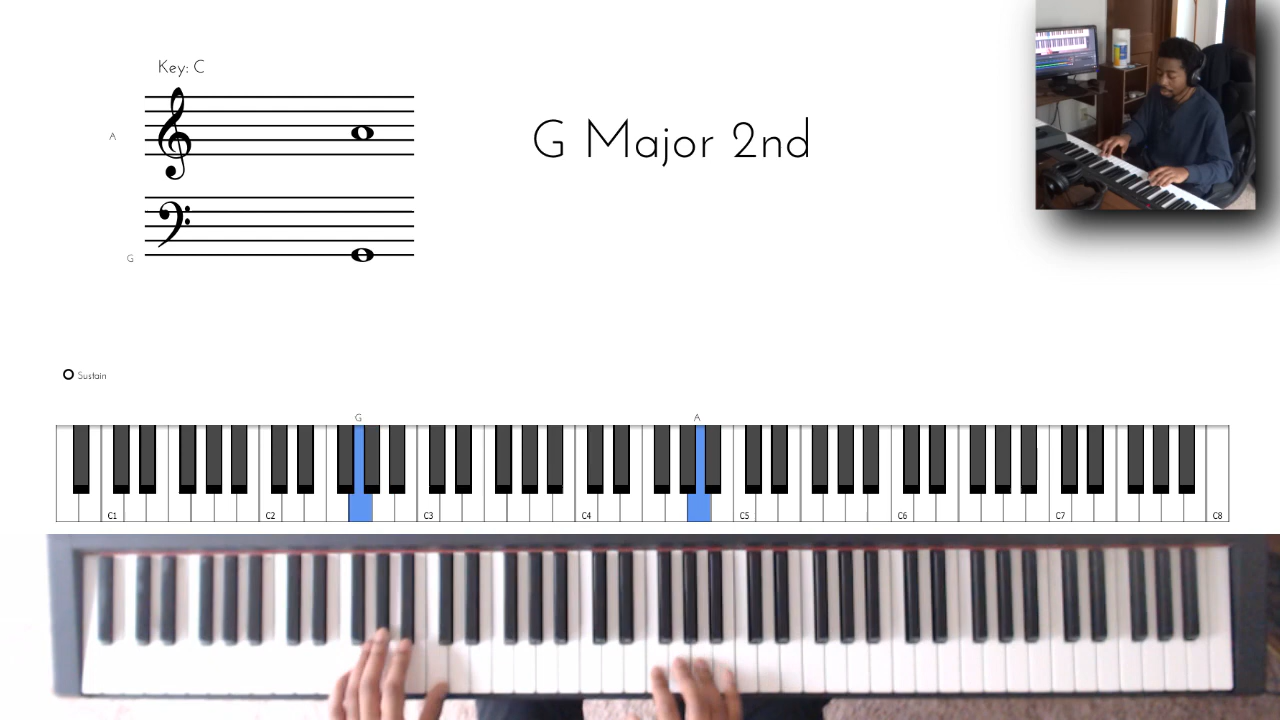 Key: C
A
G Major 2nd
G
Sustain
G A
C1 C2 C3 C4 C5 C6 C7 C8